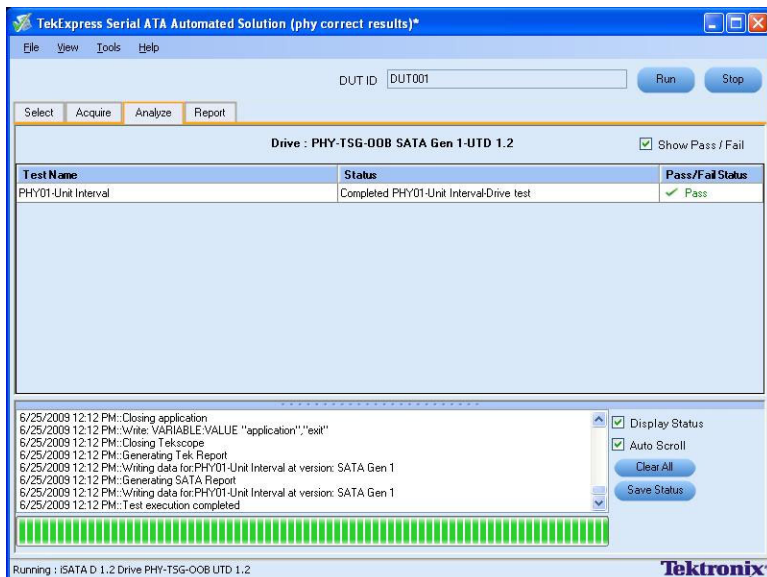 TekExpress Serial ATA Automated Solution (phy correct results)*
File View Tools Help
DUT ID DUT001 Run Stop
Select Acquire Analyze Report
Drive : PHY-TSG-OOB SATA Gen 1-UTD 1.2 Show Pass / Fail
Test Name Status Pass/Fail Status
PHY01-Unit Interval Completed PHY01-Unit Interval-Drive test Pass
6/25/2009 12:12 PM::Closing application
6/25/2009 12:12 PM::Write: VARIABLE:VALUE "application","exit"
6/25/2009 12:12 PM::Closing Tekscope
6/25/2009 12:12 PM::Generating Tek Report
6/25/2009 12:12 PM::Writing data for:PHY01-Unit Interval at version: SATA Gen 1
6/25/2009 12:12 PM::Generating SATA Report
6/25/2009 12:12 PM::Writing data for:PHY01-Unit Interval at version: SATA Gen 1
6/25/2009 12:12 PM::Test execution completed
Display Status
Auto Scroll
Clear All
Save Status
Running : iSATA D 1.2 Drive PHY-TSG-OOB UTD 1.2 Tektronix